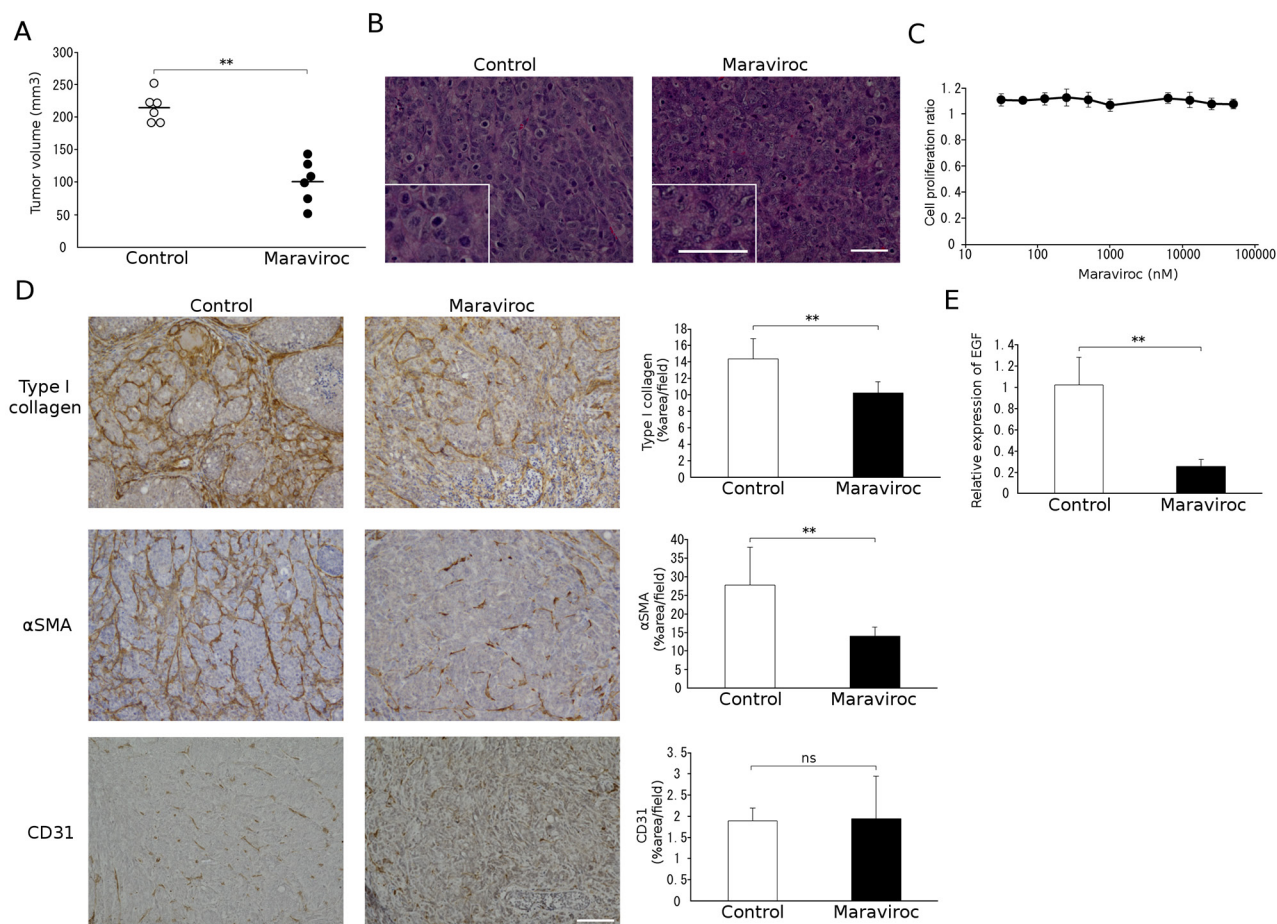 A
Tumor volume (mm3)
300
250
200
150
100
50
0
**
Control
Maraviroc
B
Control
Maraviroc
C
Cell proliferation ratio
1.2
1
0.8
0.6
0.4
0.2
0
10
100
1000
10000
100000
Maraviroc (nM)
D
Control
Maraviroc
Type I
collagen
Type I collagen
(%area/field)
18
16
14
12
10
8
6
4
2
0
**
Control
Maraviroc
αSMA
αSMA
(%area/field)
40
35
30
25
20
15
10
5
0
**
Control
Maraviroc
CD31
CD31
(%area/field)
3.5
3
2.5
2
1.5
1
0.5
0
ns
Control
Maraviroc
E
Relative expression of EGF
1.4
1.2
1
0.8
0.6
0.4
0.2
0
**
Control
Maraviroc